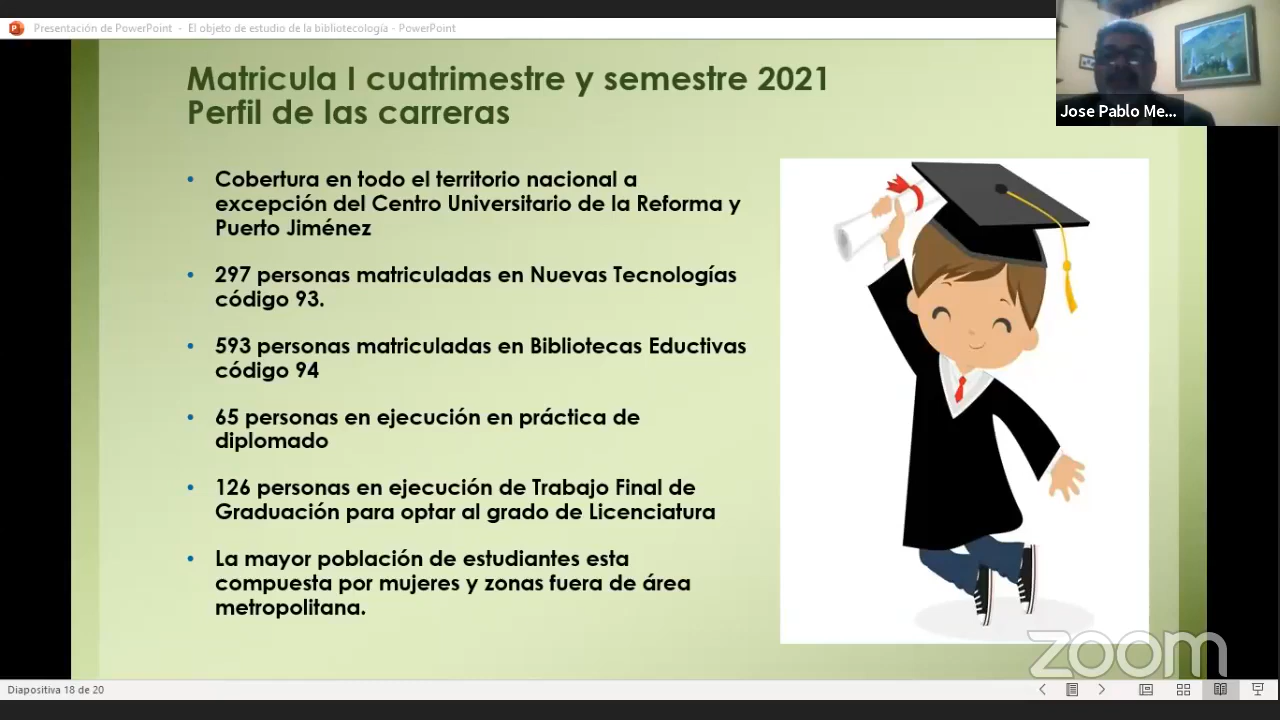 Presentación de PowerPoint - El objeto de estudio de la bibliotecología - PowerPoint
Jose Pablo Me...
Matricula I cuatrimestre y semestre 2021
Perfil de las carreras
• Cobertura en todo el territorio nacional a
excepción del Centro Universitario de la Reforma y
Puerto Jiménez
• 297 personas matriculadas en Nuevas Tecnologías
código 93.
• 593 personas matriculadas en Bibliotecas Eductivas
código 94
• 65 personas en ejecución en práctica de
diplomado
• 126 personas en ejecución de Trabajo Final de
Graduación para optar al grado de Licenciatura
• La mayor población de estudiantes esta
compuesta por mujeres y zonas fuera de área
metropolitana.
zoom
Diapositiva 18 de 20